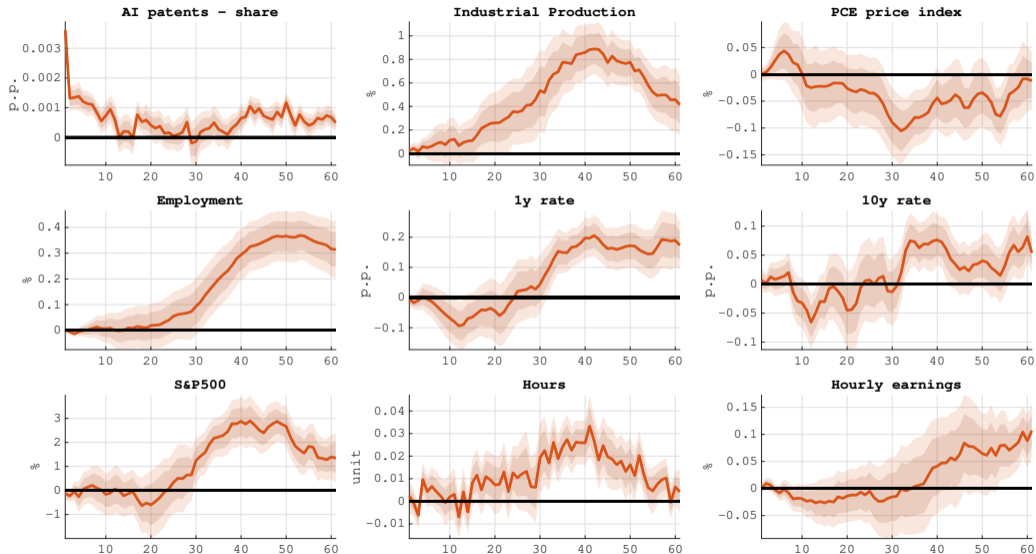 AI patents - share
p.p.
0.003
0.002
0.001
0
10 20 30 40 50 60
Industrial Production
%
1
0.8
0.6
0.4
0.2
0
10 20 30 40 50 60
PCE price index
%
0.05
0
-0.05
-0.1
-0.15
10 20 30 40 50 60
Employment
%
0.4
0.3
0.2
0.1
0
10 20 30 40 50 60
1y rate
p.p.
0.2
0.1
0
-0.1
10 20 30 40 50 60
10y rate
p.p.
0.1
0.05
0
-0.05
-0.1
10 20 30 40 50 60
S&P500
%
3
2
1
0
-1
10 20 30 40 50 60
Hours
unit
0.04
0.03
0.02
0.01
0
-0.01
10 20 30 40 50 60
Hourly earnings
%
0.15
0.1
0.05
0
-0.05
10 20 30 40 50 60